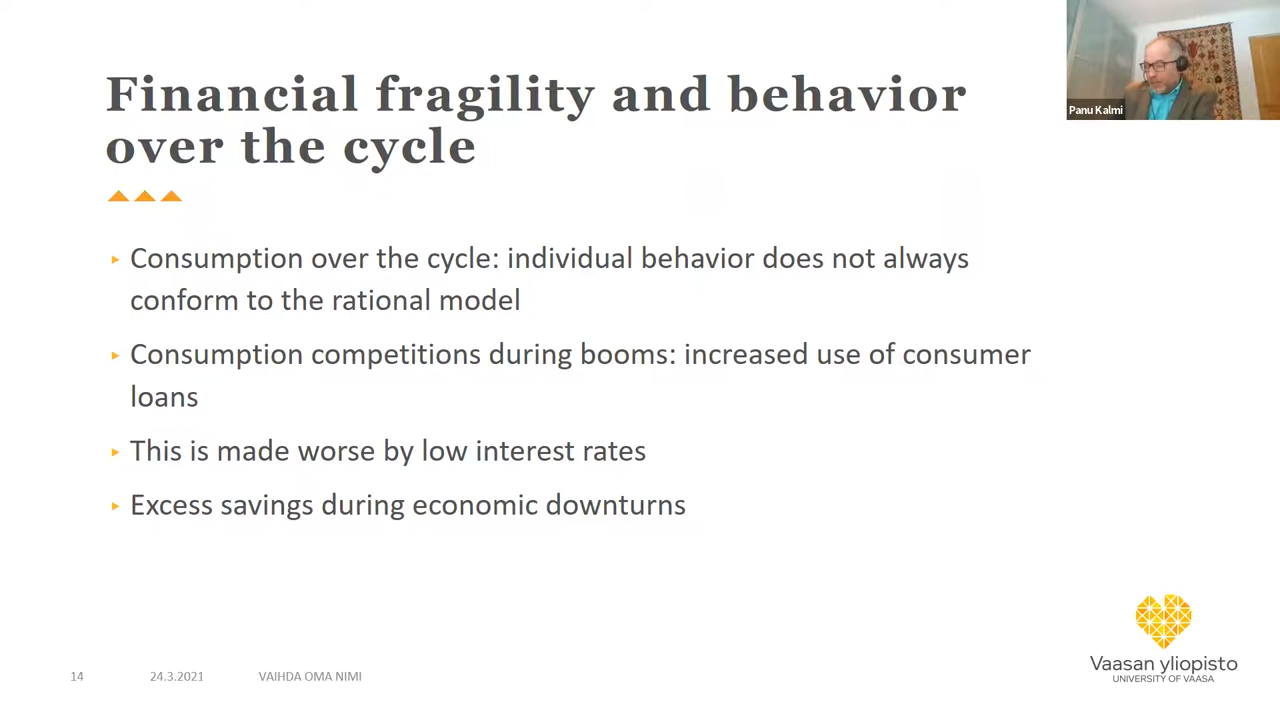 Financial fragility and behavior
over the cycle
Panu Kalmi
Consumption over the cycle: individual behavior does not always
conform to the rational model
Consumption competitions during booms: increased use of consumer
loans
This is made worse by low interest rates
Excess savings during economic downturns
14 24.3.2021 VAIHDA OMA NIMI
Vaasan yliopisto
UNIVERSITY OF VAASA